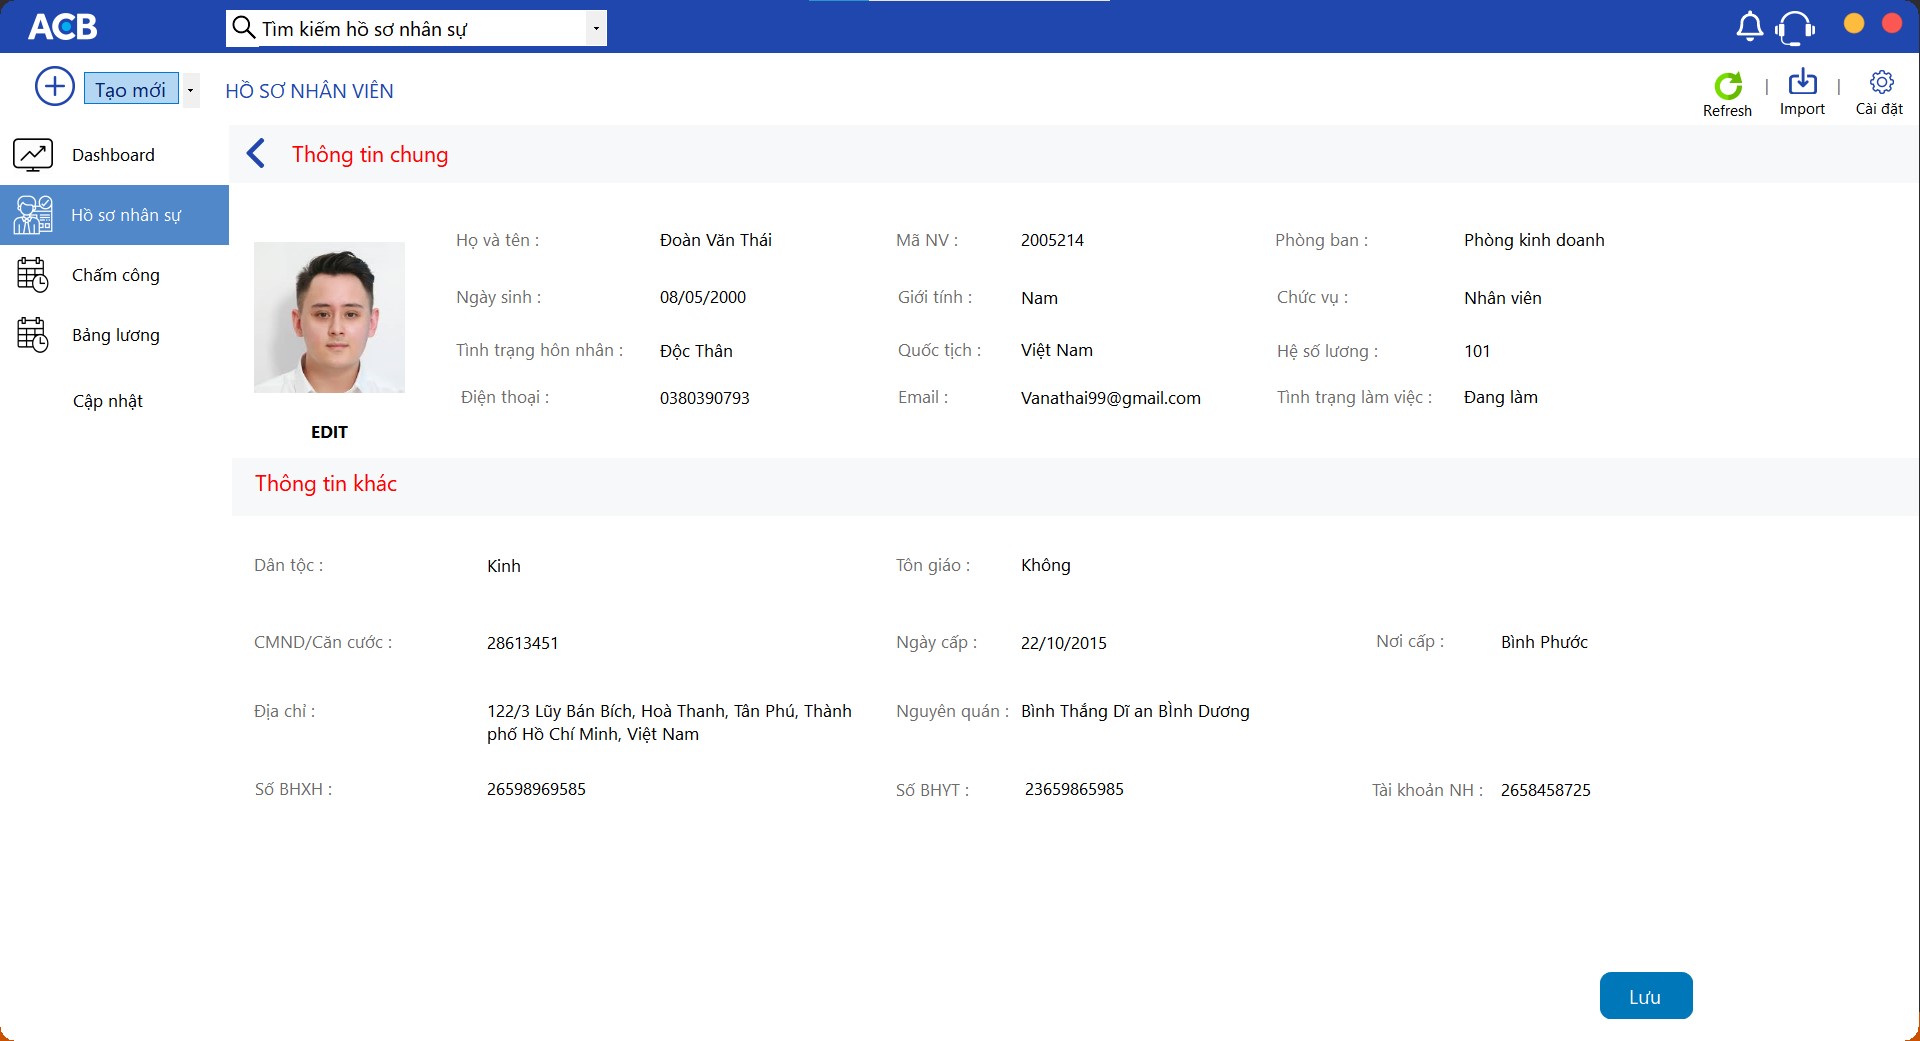 ACB
Tìm kiếm hồ sơ nhân sự
Tạo mới
HỒ SƠ NHÂN VIÊN
Refresh
Import
Cài đặt
Dashboard
Hồ sơ nhân sự
Chấm công
Bảng lương
Cập nhật
Thông tin chung
Họ và tên : Đoàn Văn Thái Mã NV : 2005214 Phòng ban : Phòng kinh doanh
Ngày sinh : 08/05/2000 Giới tính : Nam Chức vụ : Nhân viên
Tình trạng hôn nhân : Độc Thân Quốc tịch : Việt Nam Hệ số lương : 101
Điện thoại : 0380390793 Email : Vanathai99@gmail.com Tình trạng làm việc : Đang làm
EDIT
Thông tin khác
Dân tộc : Kinh Tôn giáo : Không
CMND/Căn cước : 28613451 Ngày cấp : 22/10/2015 Nơi cấp : Bình Phước
Địa chỉ : 122/3 Lũy Bán Bích, Hoà Thanh, Tân Phú, Thành Nguyên quán : Bình Thắng Dĩ an BÌnh Dương
phố Hồ Chí Minh, Việt Nam
Số BHXH : 26598969585 Số BHYT : 23659865985 Tài khoản NH : 2658458725
Lưu